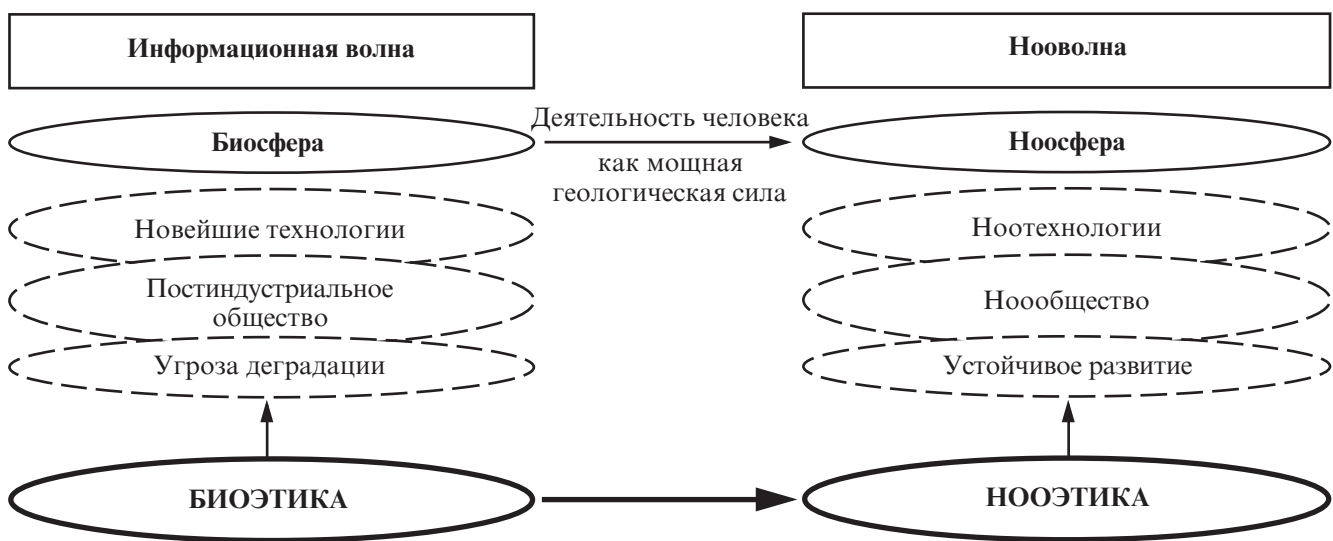 Информационная волна
Нооволна
Биосфера
Деятельность человека
как мощная
геологическая сила
Ноосфера
Новейшие технологии
Ноотехнологии
Постиндустриальное
общество
Ноообщество
Угроза деградации
Устойчивое развитие
БИОЭТИКА
НООЭТИКА